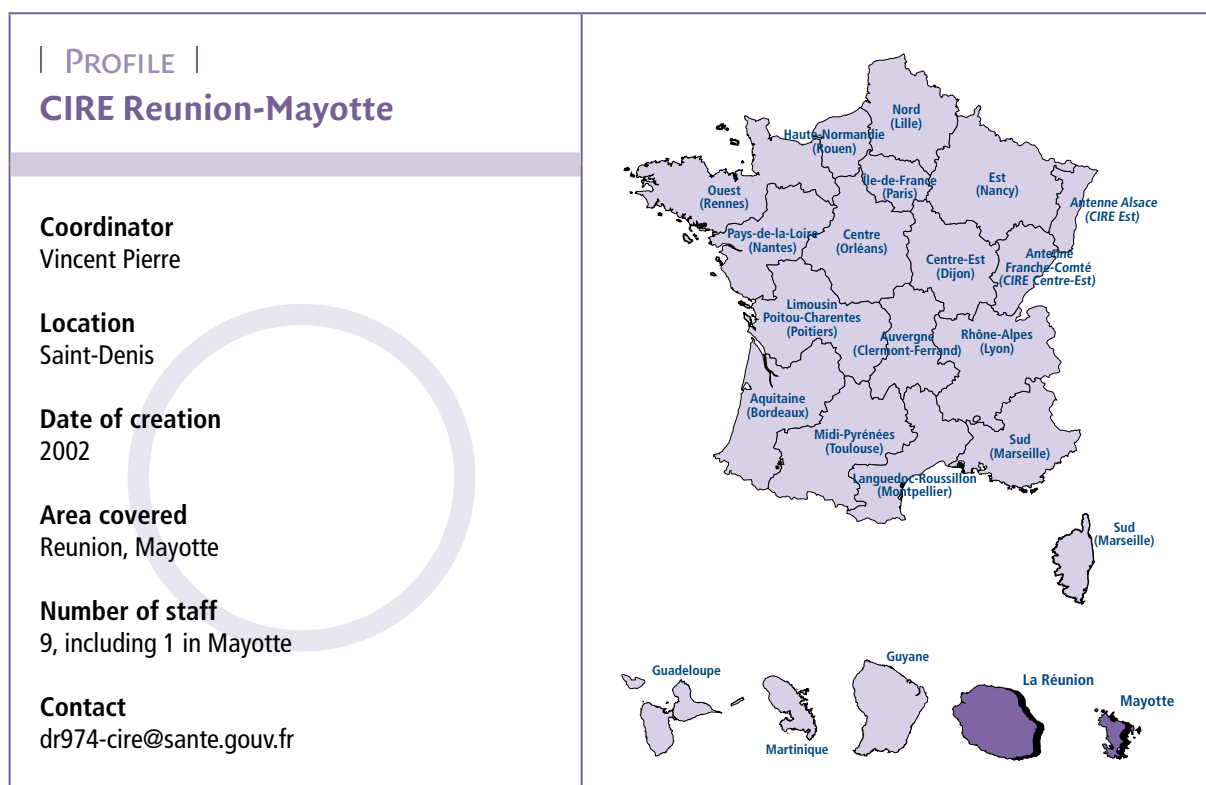 | PROFILE |
CIRE Reunion-Mayotte
Coordinator
Vincent Pierre
Location
Saint-Denis
Date of creation
2002
Area covered
Reunion, Mayotte
Number of staff
9, including 1 in Mayotte
Contact
dr974-cire@sante.gouv.fr
Nord
(Lille)
Haute-Normandie
(Rouen)
Île-de-France
(Paris)
Est
(Nancy)
Antenne Alsace
(CIRE Est)
Ouest
(Rennes)
Pays-de-la-Loire
(Nantes)
Centre
(Orléans)
Centre-Est
(Dijon)
Antenne
Franche-Comté
(CIRE Centre-Est)
Limousin
Poitou-Charentes
(Poitiers)
Auvergne
(Clermont-Ferrand)
Rhône-Alpes
(Lyon)
Aquitaine
(Bordeaux)
Midi-Pyrénées
(Toulouse)
Languedoc-Roussillon
(Montpellier)
Sud
(Marseille)
Sud
(Marseille)
Guadeloupe
Martinique
Guyane
La Réunion
Mayotte